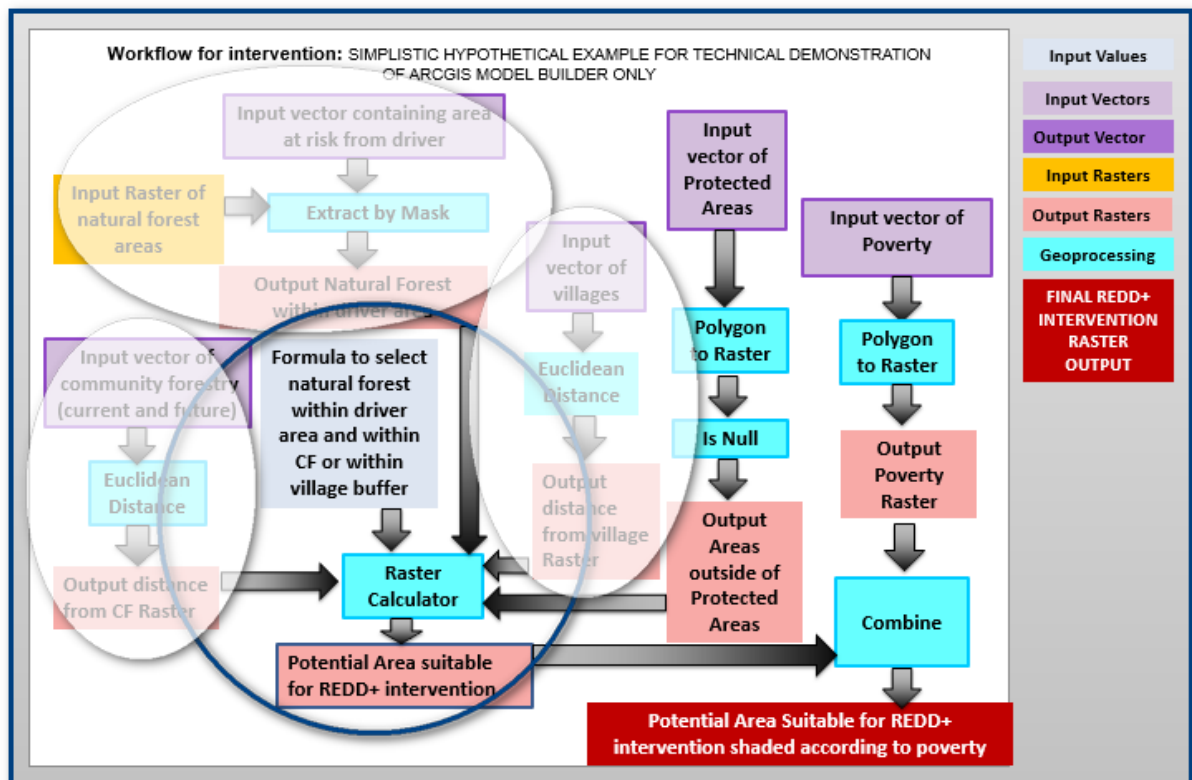 Workflow for intervention: SIMPLISTIC HYPOTHETICAL EXAMPLE FOR TECHNICAL DEMONSTRATION
OF ARCGIS MODEL BUILDER ONLY
Input vector containing area
at risk from driver
Input Raster of
natural forest
areas
Extract by Mask
Output Natural Forest
within driver area
Input vector of
community forestry
(current and future)
Euclidean
Distance
Output distance
from CF Raster
Formula to select
natural forest
within driver
area and within
CF or within
village buffer
Raster
Calculator
Potential Area suitable
for REDD+ intervention
Input
vector of
villages
Euclidean
Distance
Output
distance
from village
Raster
Input
vector of
Protected
Areas
Polygon
to Raster
Is Null
Output
Areas
outside of
Protected
Areas
Input vector of
Poverty
Polygon
to Raster
Output
Poverty
Raster
Combine
Potential Area Suitable for REDD+
intervention shaded according to poverty
Input Values
Input Vectors
Output Vector
Input Rasters
Output Rasters
Geoprocessing
FINAL REDD+
INTERVENTION
RASTER
OUTPUT